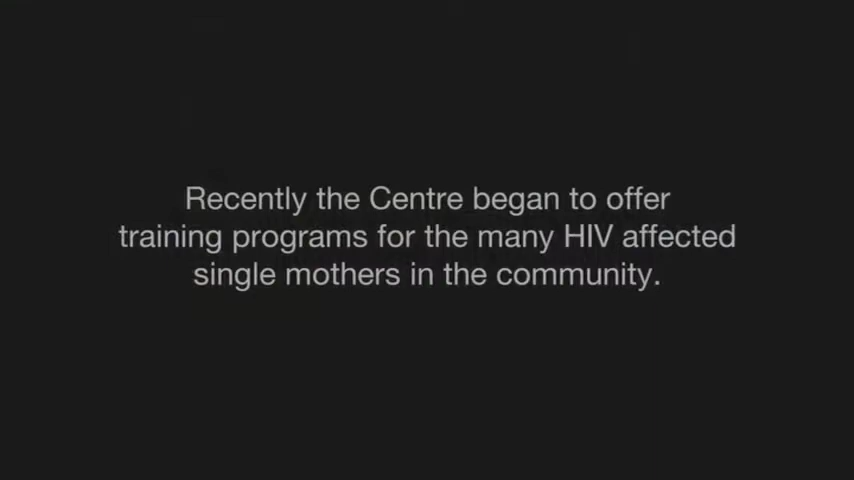 Recently the Centre began to offer
training programs for the many HIV affected
single mothers in the community.